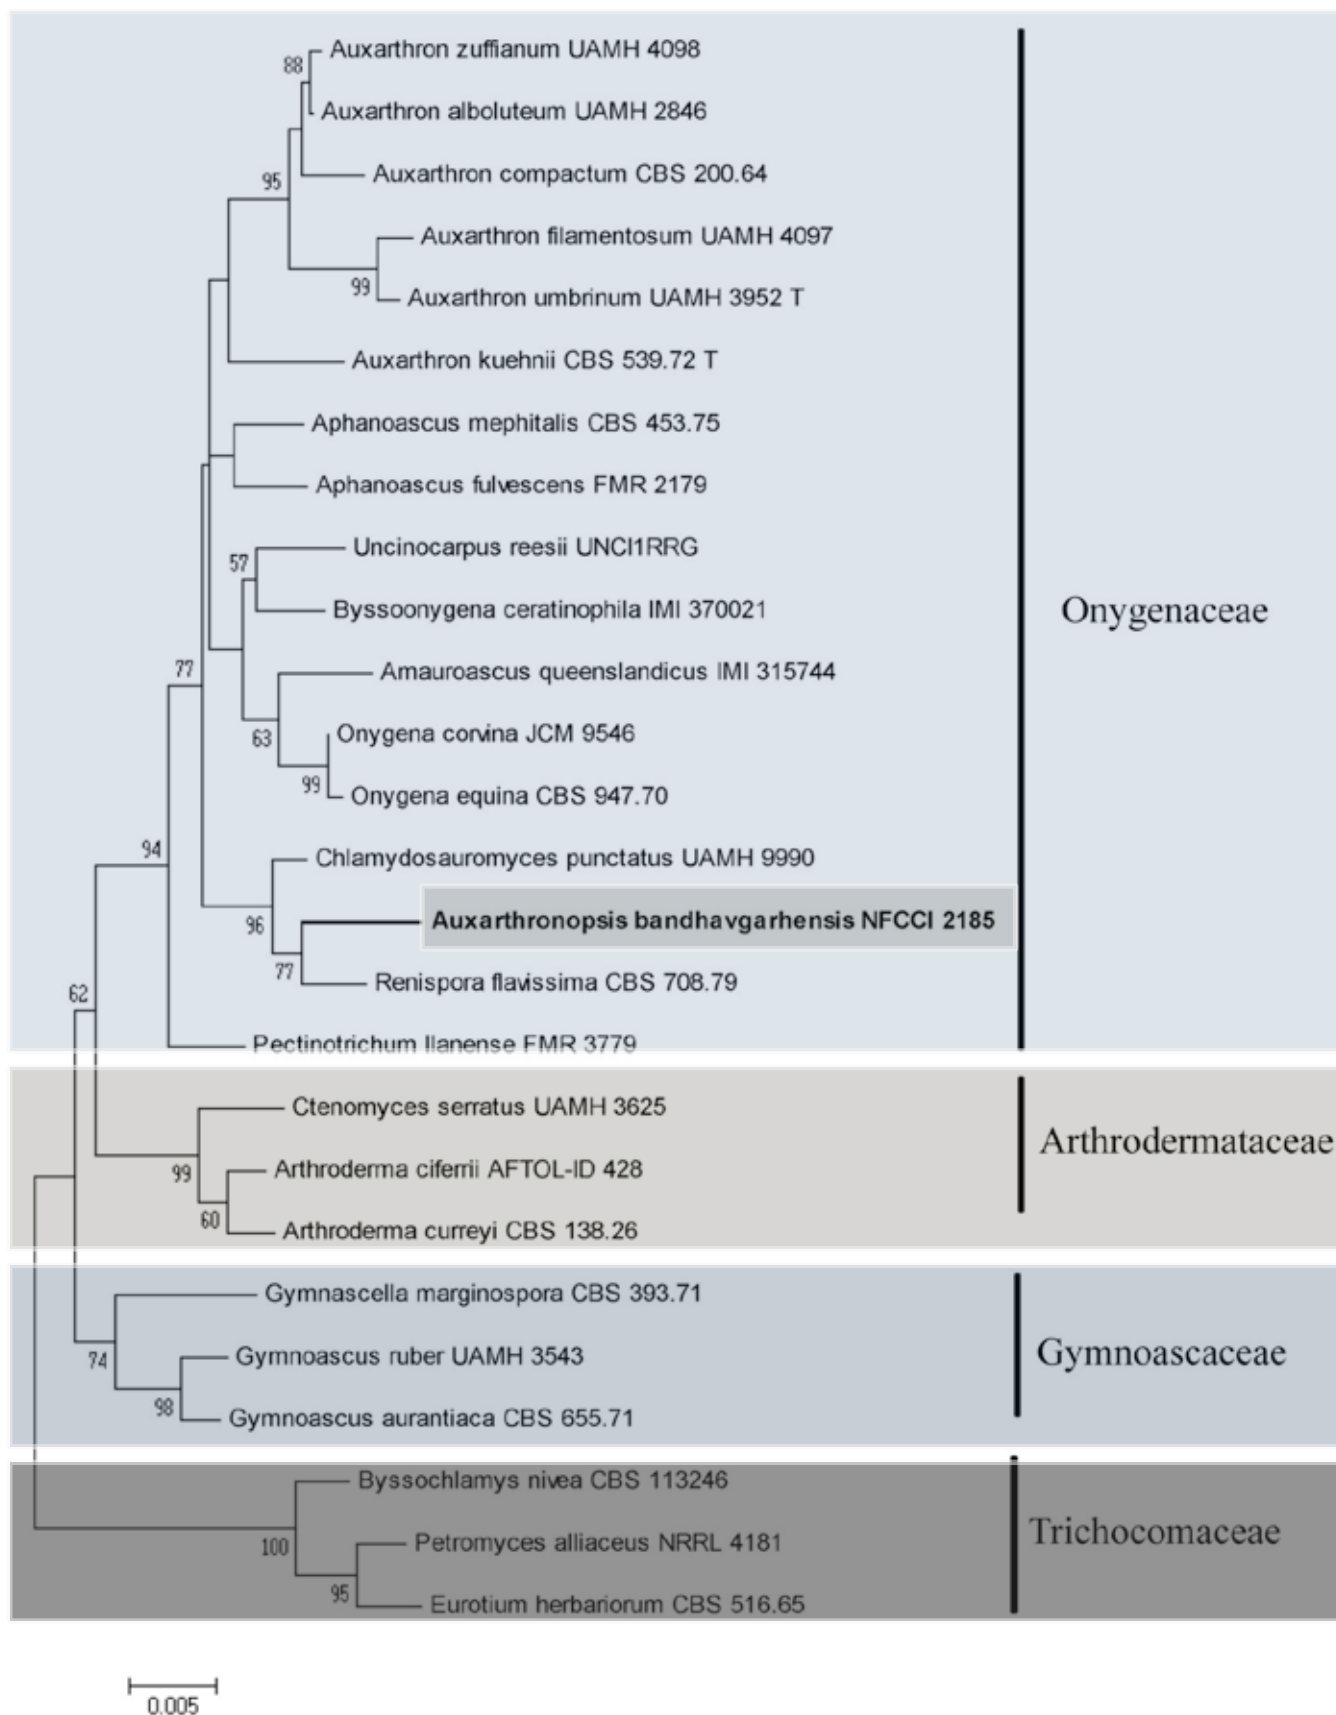 88
Auxarthron zuffianum UAMH 4098
Auxarthron alboluteum UAMH 2846
95
Auxarthron compactum CBS 200.64
Auxarthron filamentosum UAMH 4097
99
Auxarthron umbrinum UAMH 3952 T
Auxarthron kuehnii CBS 539.72 T
Aphanoascus mephitalis CBS 453.75
Aphanoascus fulvescens FMR 2179
57
Uncinocarpus reesii UNCI1RRG
Byssoonygena ceratinophila IMI 370021
Onygenaceae
77
Amauroascus queenslandicus IMI 315744
63
Onygena corvina JCM 9546
99
Onygena equina CBS 947.70
94
Chlamydosauromyces punctatus UAMH 9990
96
Auxarthronopsis bandhavgarhensis NFCCI 2185
77
Renispora flavissima CBS 708.79
62
Pectinotrichum llanense FMR 3779
Ctenomyces serratus UAMH 3625
Arthrodermataceae
99
Arthroderma ciferrii AFTOL-ID 428
60
Arthroderma curreyi CBS 138.26
Gymnascella marginospora CBS 393.71
74
Gymnoascus ruber UAMH 3543
Gymnoascaceae
98
Gymnoascus aurantiaca CBS 655.71
Byssochlamys nivea CBS 113246
Trichocomaceae
100
Petromyces alliaceus NRRL 4181
95
Eurotium herbariorum CBS 516.65
0.005